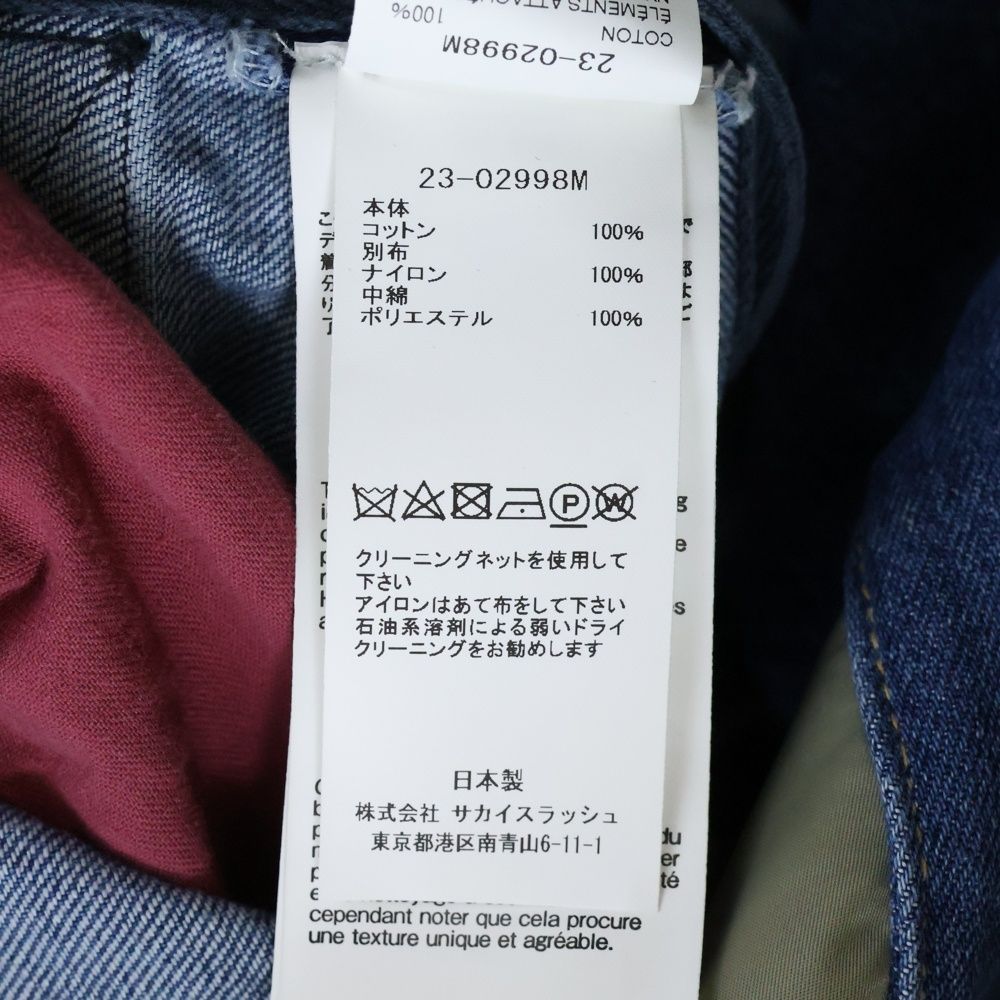 100%
ÉLÉMENTS ATTACHÉ
COTON
23-02998M
23-02998M
本体
コットン 100%
別布
ナイロン 100%
中綿
ポリエステル 100%
P
W
クリーニングネットを使用して
下さい
アイロンはあて布をして下さい
石油系溶剤による弱いドライ
クリーニングをお勧めします
日本製
株式会社 サカイスラッシュ
東京都港区南青山6-11-1
cependant noter que cela procure
une texture unique et agréable.